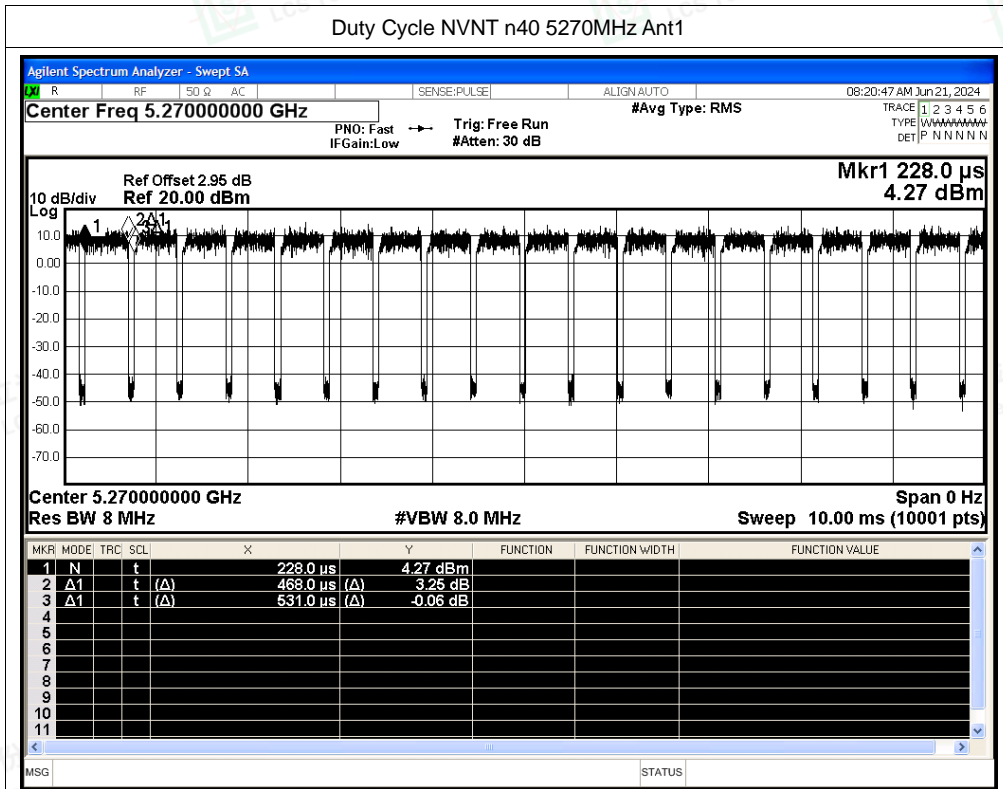 Duty Cycle NVNT n40 5270MHz Ant1
Agilent Spectrum Analyzer - Swept SA
LXI R RF 50 Ω AC SENSE:PULSE ALIGN AUTO 08:20:47 AM Jun 21, 2024
Center Freq 5.270000000 GHz #Avg Type: RMS TRACE 1 2 3 4 5 6
PNO: Fast Trig: Free Run TYPE WWWWWW
IFGain:Low #Atten: 30 dB DET P N N N N N
Mkr1 228.0 µs
Ref Offset 2.95 dB
10 dB/div Ref 20.00 dBm 4.27 dBm
Log
1 2Δ1
10.0
0.00
-10.0
-20.0
-30.0
-40.0
-50.0
-60.0
-70.0
Center 5.270000000 GHz Span 0 Hz
Res BW 8 MHz #VBW 8.0 MHz Sweep 10.00 ms (10001 pts)
MKR MODE TRC SCL X Y FUNCTION FUNCTION WIDTH FUNCTION VALUE
1 N t 228.0 µs 4.27 dBm
2 Δ1 t (Δ) 468.0 µs (Δ) 3.25 dB
3 Δ1 t (Δ) 531.0 µs (Δ) -0.06 dB
4
5
6
7
8
9
10
11
MSG STATUS